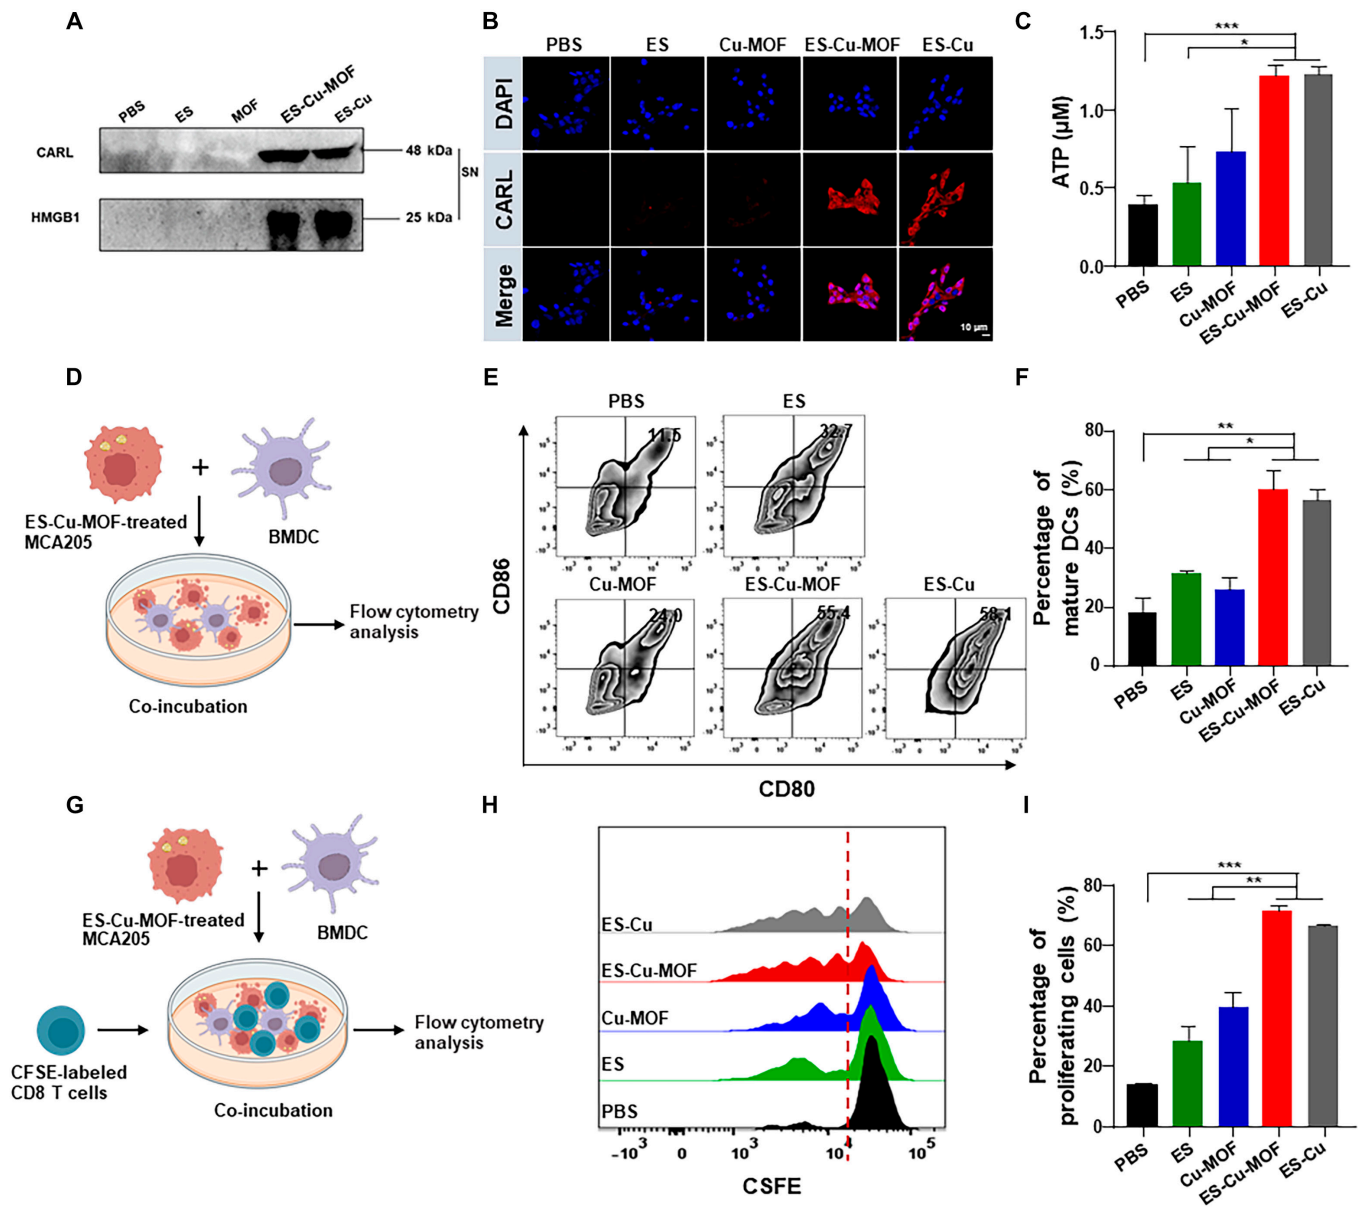 A
PBS
ES
MOF
ES-Cu-MOF
ES-Cu
CARL
48 kDa
SN
HMGB1
25 kDa
B
PBS
ES
Cu-MOF
ES-Cu-MOF
ES-Cu
DAPI
CARL
Merge
10 µm
C
ATP (µM)
1.5
1.0
0.5
0.0
***
*
PBS
ES
Cu-MOF
ES-Cu-MOF
ES-Cu
D
+
ES-Cu-MOF-treated
MCA205
BMDC
Flow cytometry
analysis
Co-incubation
E
PBS
ES
11.5
32.7
Cu-MOF
ES-Cu-MOF
ES-Cu
24.0
55.4
58.1
CD86
CD80
F
Percentage of
mature DCs (%)
80
60
40
20
0
**
*
PBS
ES
Cu-MOF
ES-Cu-MOF
ES-Cu
G
+
ES-Cu-MOF-treated
MCA205
BMDC
CFSE-labeled
CD8 T cells
Flow cytometry
analysis
Co-incubation
H
ES-Cu
ES-Cu-MOF
Cu-MOF
ES
PBS
-10³ 0 10³ 10⁴ 10⁵
CSFE
I
Percentage of
proliferating cells (%)
80
60
40
20
0
***
**
PBS
ES
Cu-MOF
ES-Cu-MOF
ES-Cu